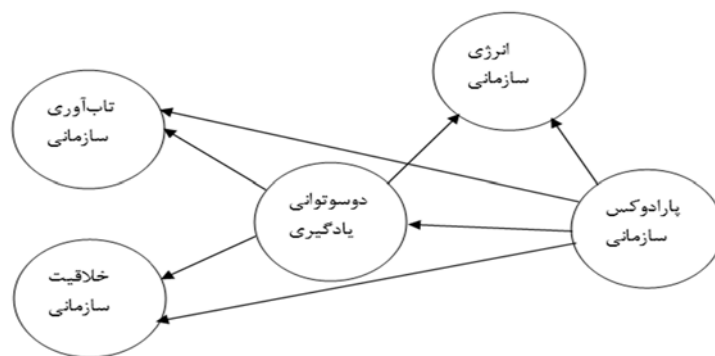 انرژی
سازمانی
تاب‌آوری
سازمانی
دوسوتوانی
یادگیری
پارادوکس
سازمانی
خلاقیت
سازمانی